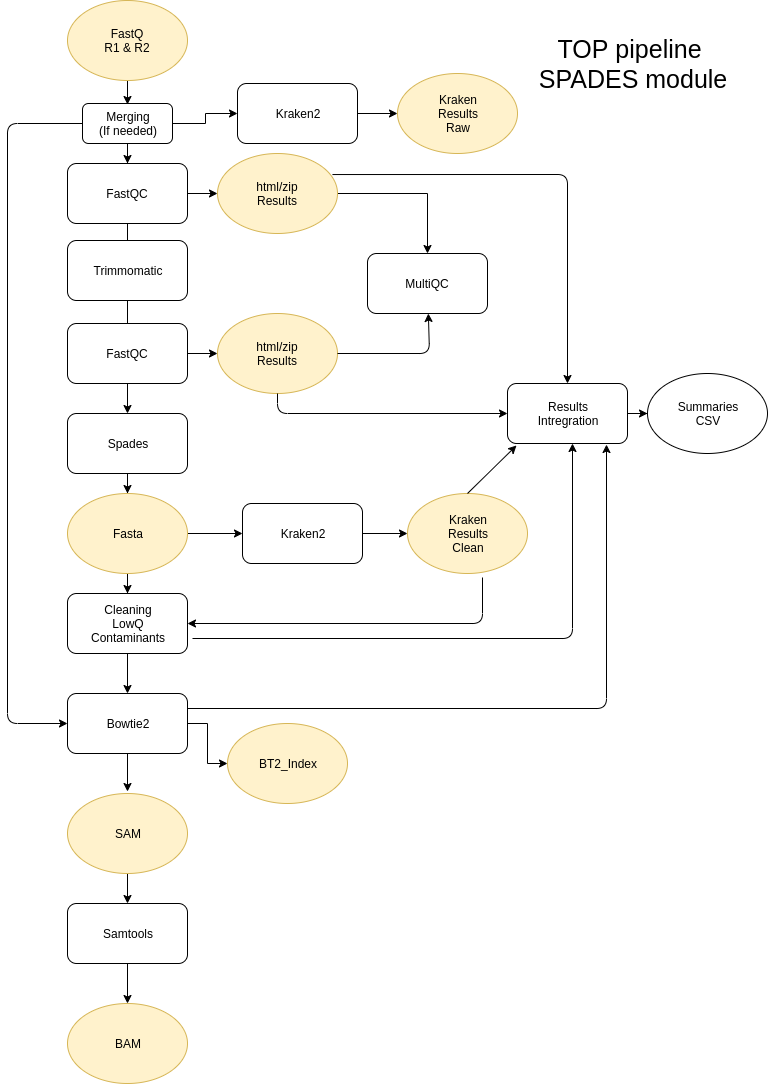 FastQ
R1 & R2
TOP pipeline
SPADES module
Merging
(If needed)
Kraken2
Kraken
Results
Raw
FastQC
html/zip
Results
Trimmomatic
MultiQC
FastQC
html/zip
Results
Results
Intregration
Summaries
CSV
Spades
Fasta
Kraken2
Kraken
Results
Clean
Cleaning
LowQ
Contaminants
Bowtie2
BT2_Index
SAM
Samtools
BAM